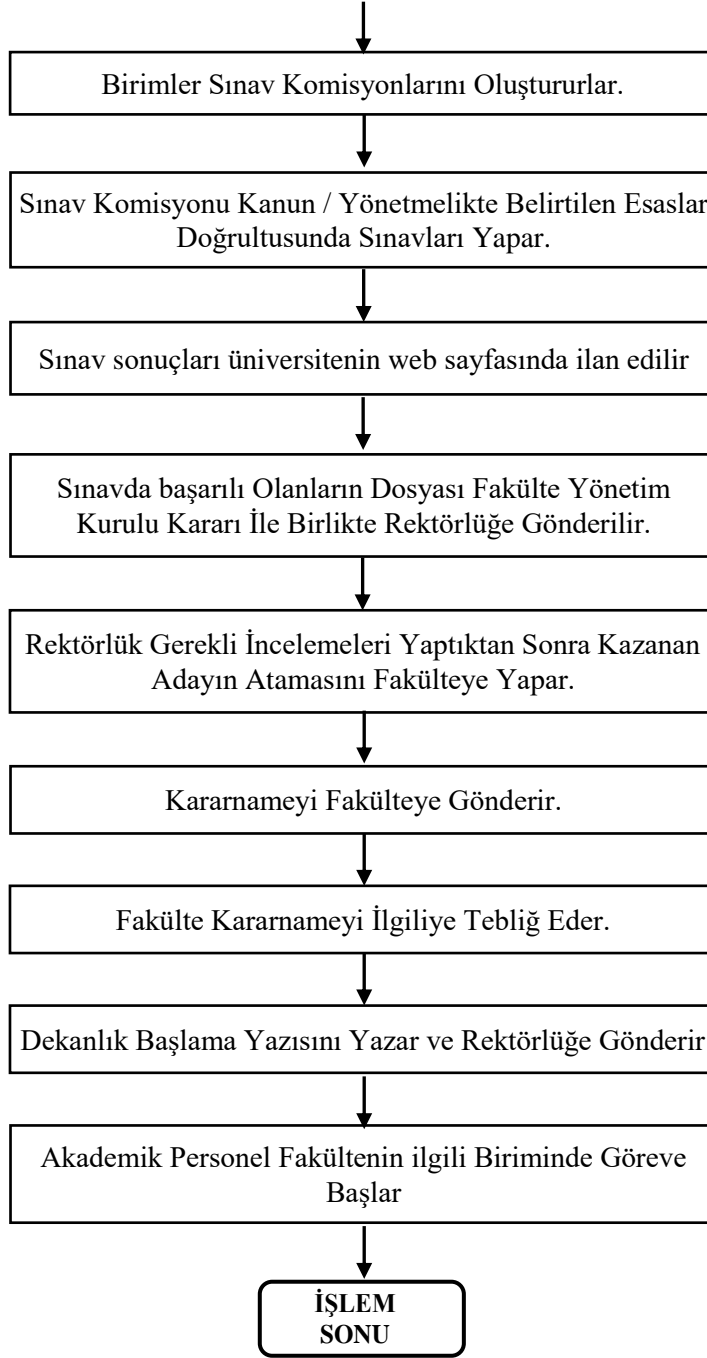 Birimler Sınav Komisyonlarını Oluştururlar.
Sınav Komisyonu Kanun / Yönetmelikte Belirtilen Esaslar
Doğrultusunda Sınavları Yapar.
Sınav sonuçları üniversitenin web sayfasında ilan edilir
Sınavda başarılı Olanların Dosyası Fakülte Yönetim
Kurulu Kararı İle Birlikte Rektörlüğe Gönderilir.
Rektörlük Gerekli İncelemeleri Yaptıktan Sonra Kazanan
Adayın Atamasını Fakülteye Yapar.
Kararnameyi Fakülteye Gönderir.
Fakülte Kararnameyi İlgiliye Tebliğ Eder.
Dekanlık Başlama Yazısını Yazar ve Rektörlüğe Gönderir
Akademik Personel Fakültenin ilgili Biriminde Göreve
Başlar
İŞLEM
SONU